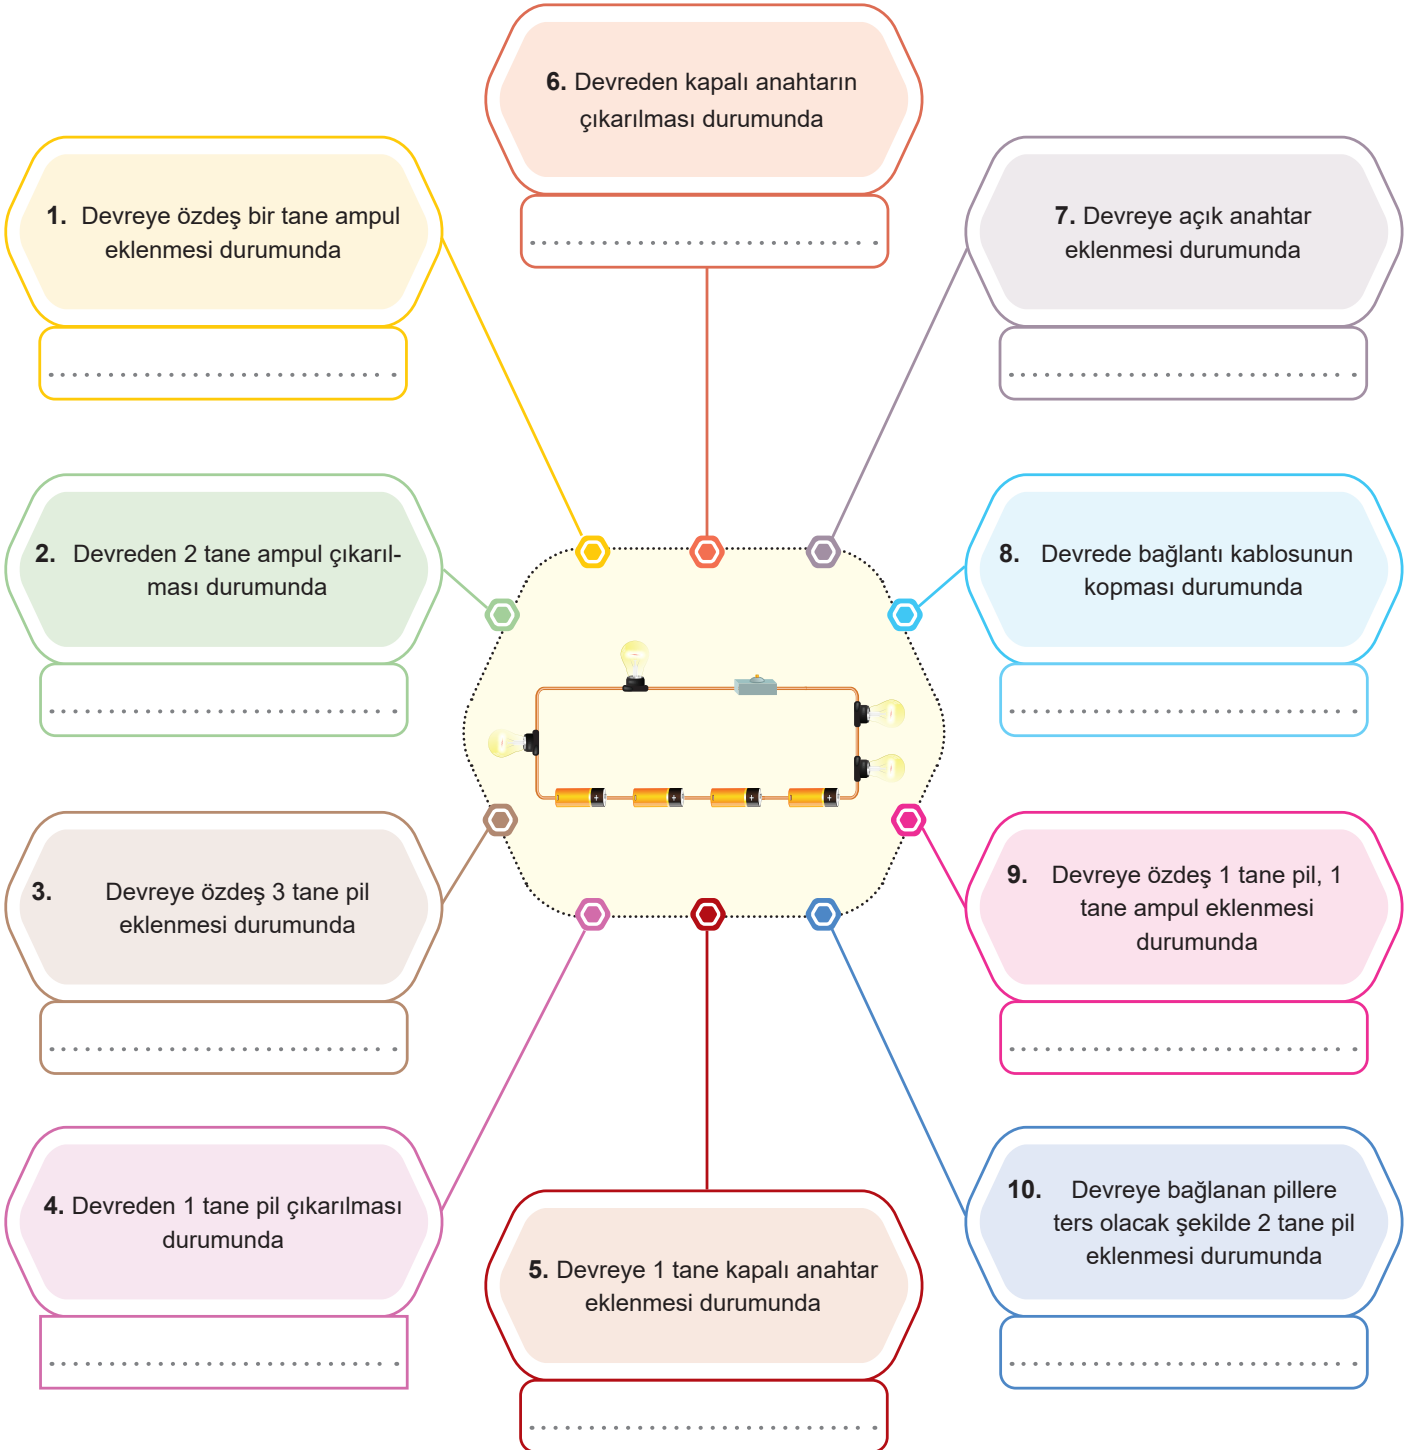 1. Devreye özdeş bir tane ampul
eklenmesi durumunda
2. Devreden 2 tane ampul çıkarıl-
ması durumunda
3. Devreye özdeş 3 tane pil
eklenmesi durumunda
4. Devreden 1 tane pil çıkarılması
durumunda
5. Devreye 1 tane kapalı anahtar
eklenmesi durumunda
6. Devreden kapalı anahtarın
çıkarılması durumunda
7. Devreye açık anahtar
eklenmesi durumunda
8. Devrede bağlantı kablosunun
kopması durumunda
9. Devreye özdeş 1 tane pil, 1
tane ampul eklenmesi
durumunda
10. Devreye bağlanan pillere
ters olacak şekilde 2 tane pil
eklenmesi durumunda